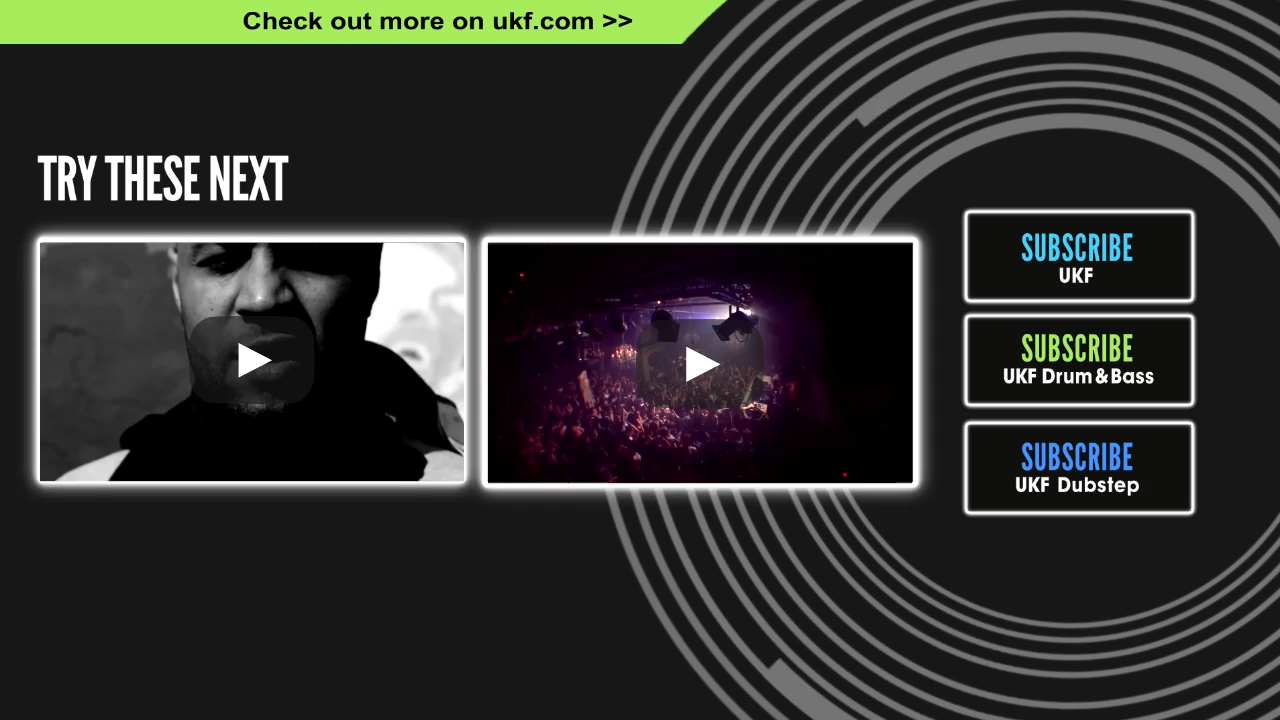 Check out more on ukf.com >>
TRY THESE NEXT
SUBSCRIBE
UKF
SUBSCRIBE
UKF Drum&Bass
SUBSCRIBE
UKF Dubstep